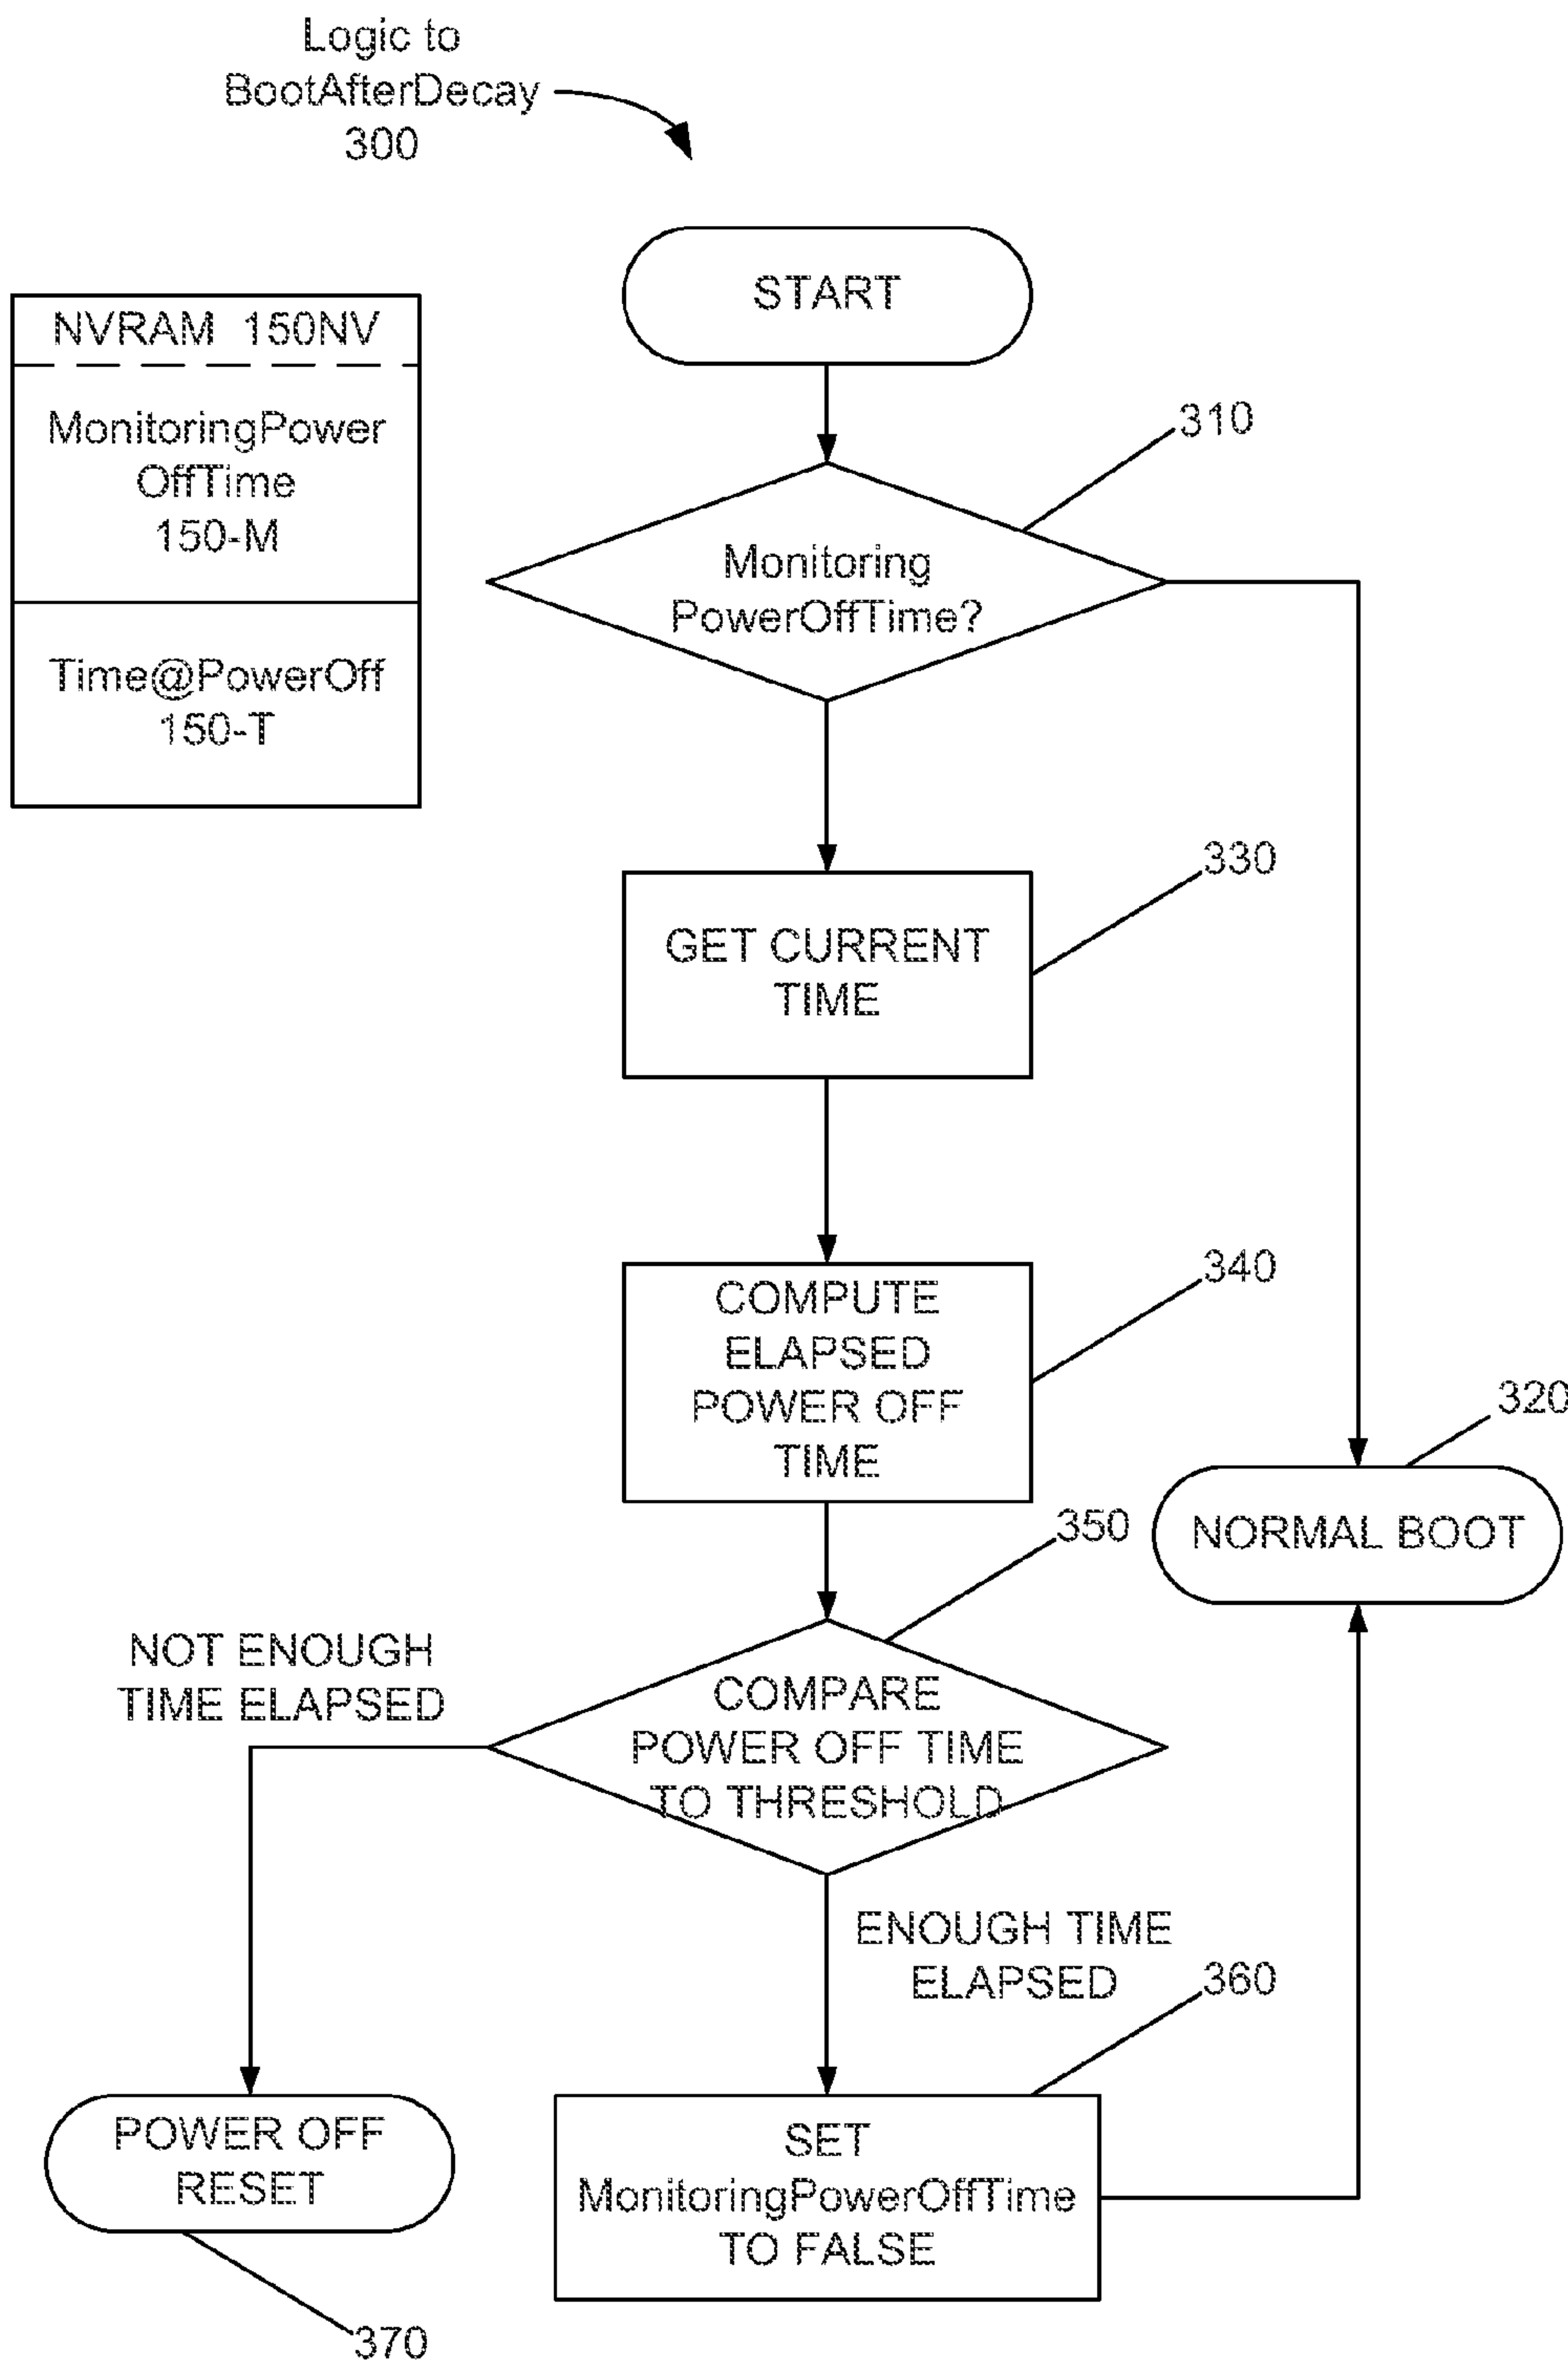 Logic to
BootAfterDecay
300
START
NVRAM 150NV
MonitoringPower
OffTime
150-M
Time@PowerOff
150-T
310
Monitoring
PowerOffTime?
330
GET CURRENT
TIME
340
COMPUTE
ELAPSED
POWER OFF
TIME
320
NORMAL BOOT
350
NOT ENOUGH
TIME ELAPSED
COMPARE
POWER OFF TIME
TO THRESHOLD
ENOUGH TIME
ELAPSED
360
POWER OFF
RESET
SET
MonitoringPowerOffTime
TO FALSE
370